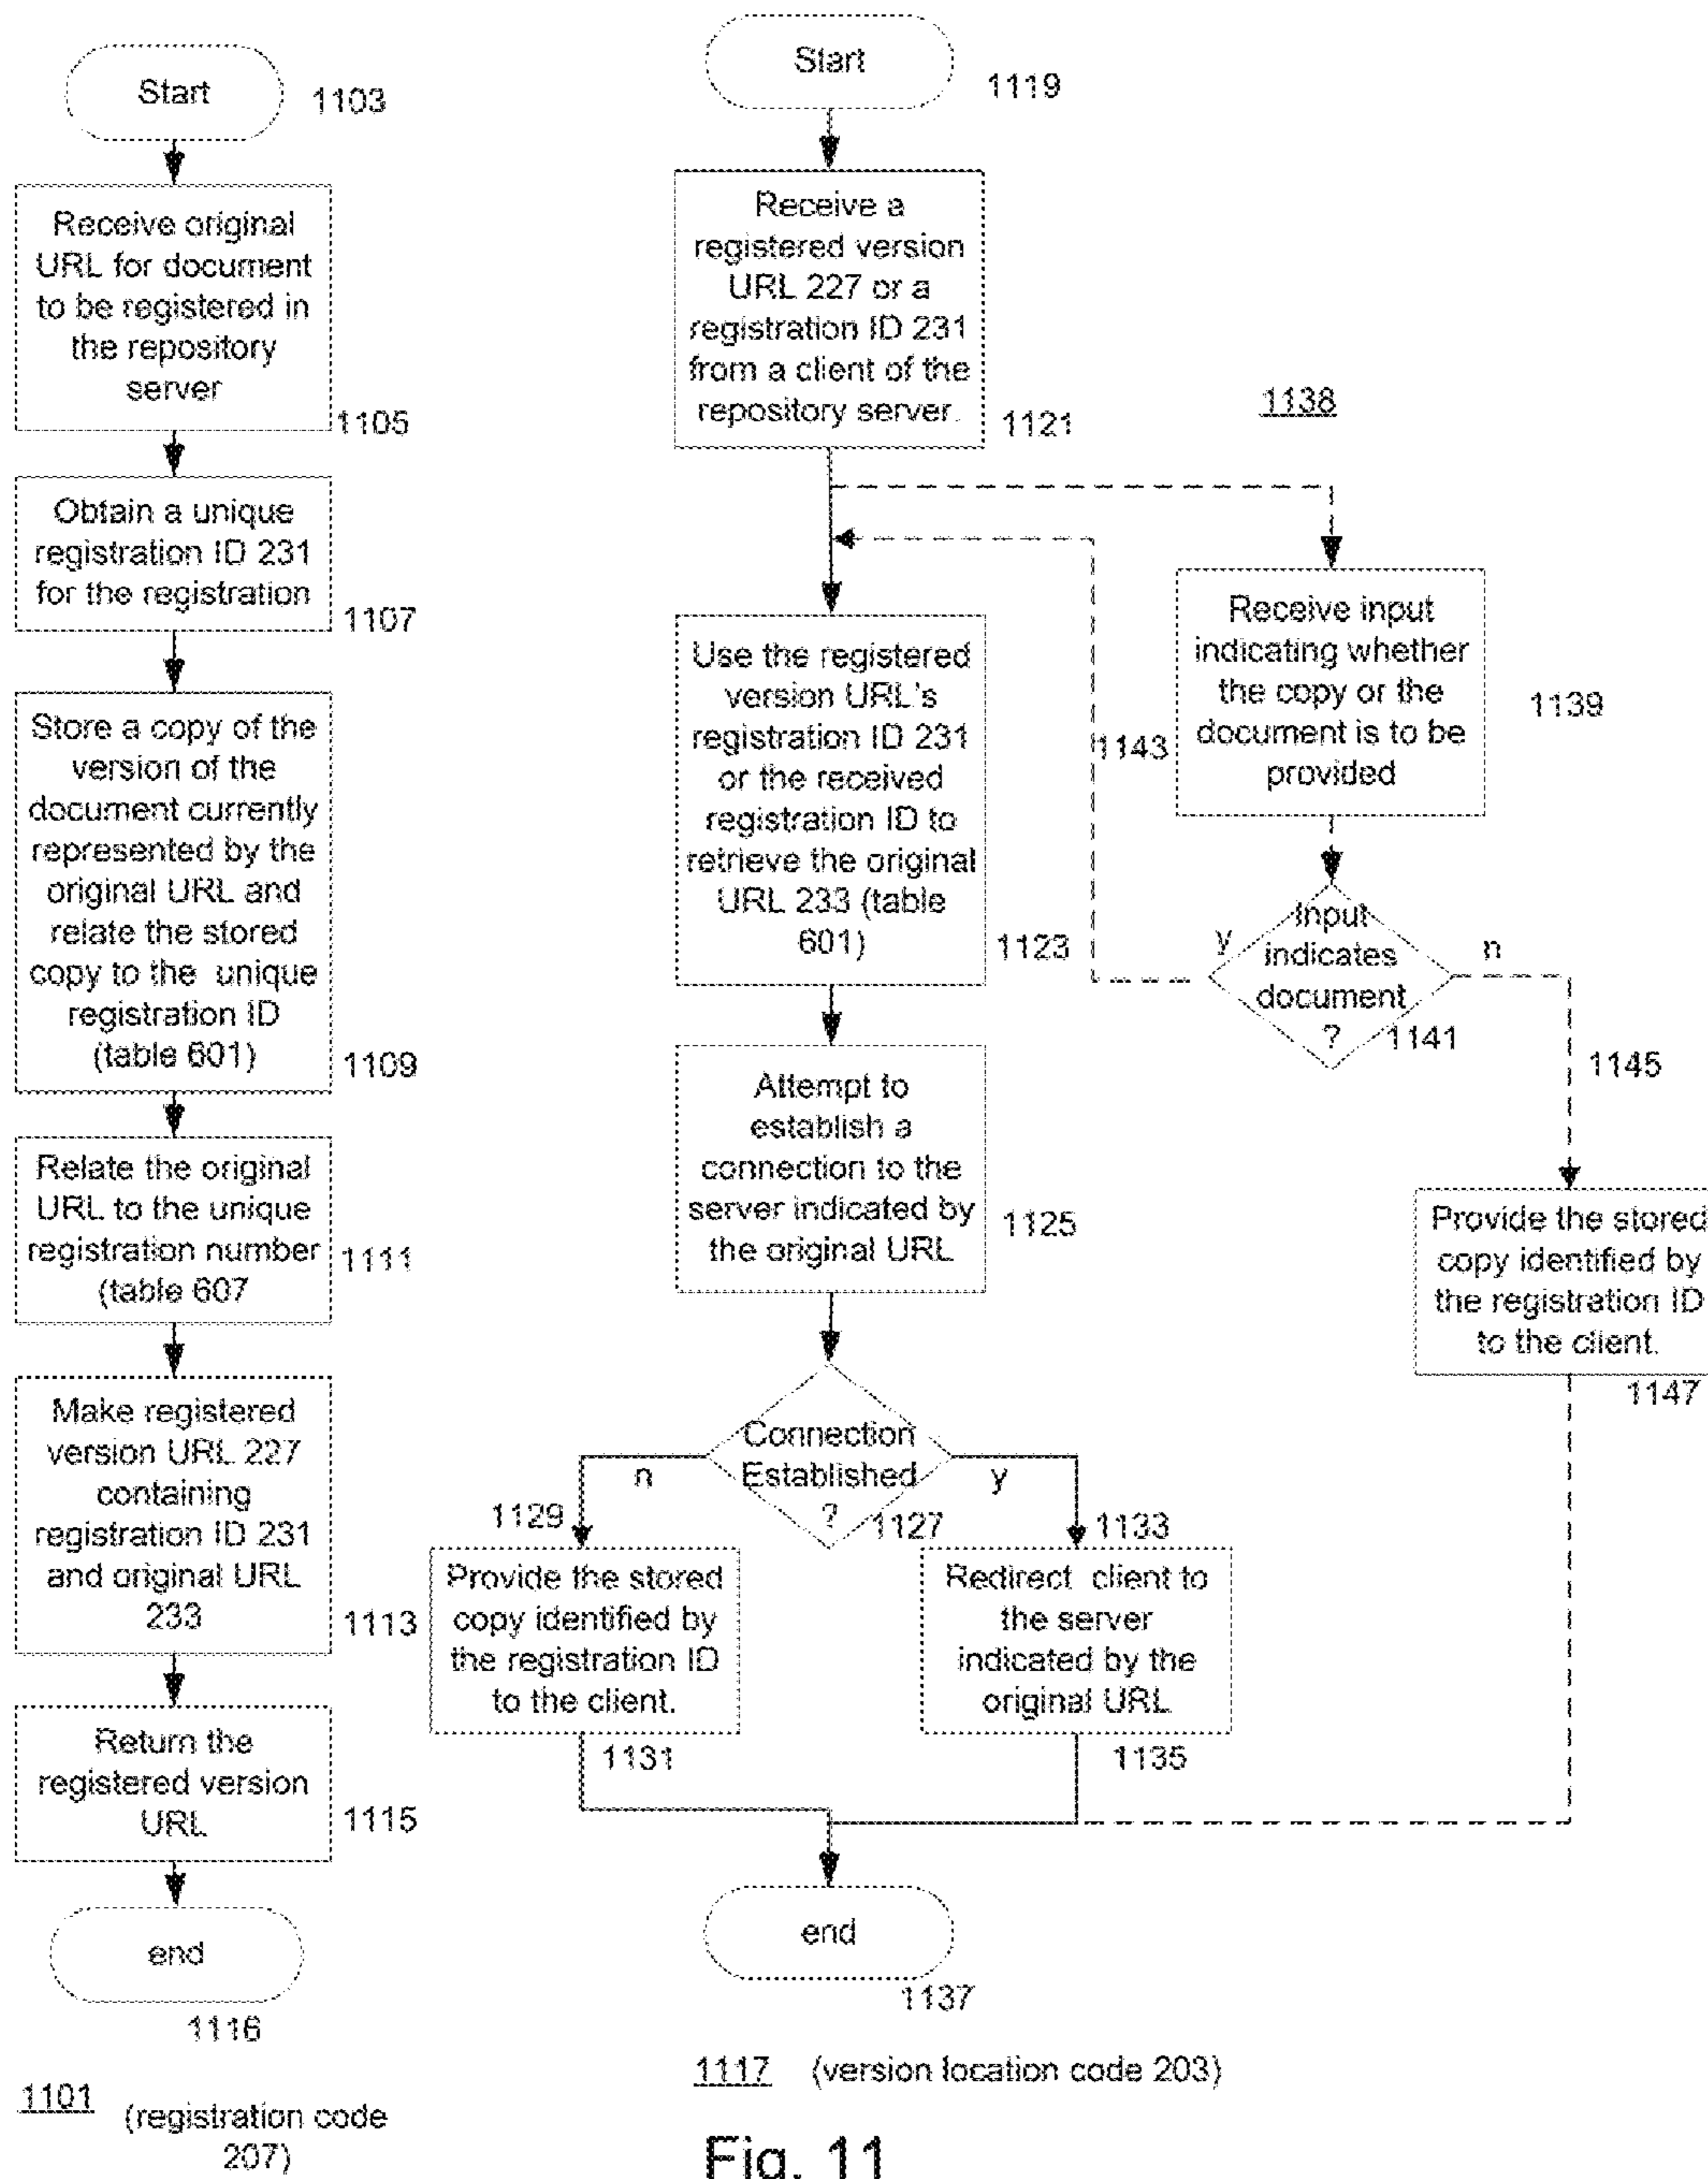 Start
1103
Receive original
URL for document
to be registered in
the repository
server
1105
Obtain a unique
registration ID 231
for the registration
1107
Store a copy of the
version of the
document currently
represented by the
original URL and
relate the stored
copy to the unique
registration ID
(table 601)
1109
Relate the original
URL to the unique
registration number
(table 607
1111
Make registered
version URL 227
containing
registration ID 231
and original URL
233
1113
Return the
registered version
URL
1115
end
1116
1101 (registration code
207)
Start
1119
Receive a
registered version
URL 227 or a
registration ID 231
from a client of the
repository server.
1121
Use the registered
version URL's
registration ID 231
or the received
registration ID to
retrieve the original
URL 233 (table
601)
1123
Attempt to
establish a
connection to the
server indicated by
the original URL
1125
Connection
Established
?
1127
n
y
1129
Provide the stored
copy identified by
the registration ID
to the client.
1131
1133
Redirect client to
the server
indicated by the
original URL
1135
end
1137
1117 (version location code 203)
1138
Receive input
indicating whether
the copy or the
document is to be
provided
1139
1143
Input
indicates
document
?
1141
y
n
1145
Provide the stored
copy identified by
the registration ID
to the client.
1147
Fig. 11